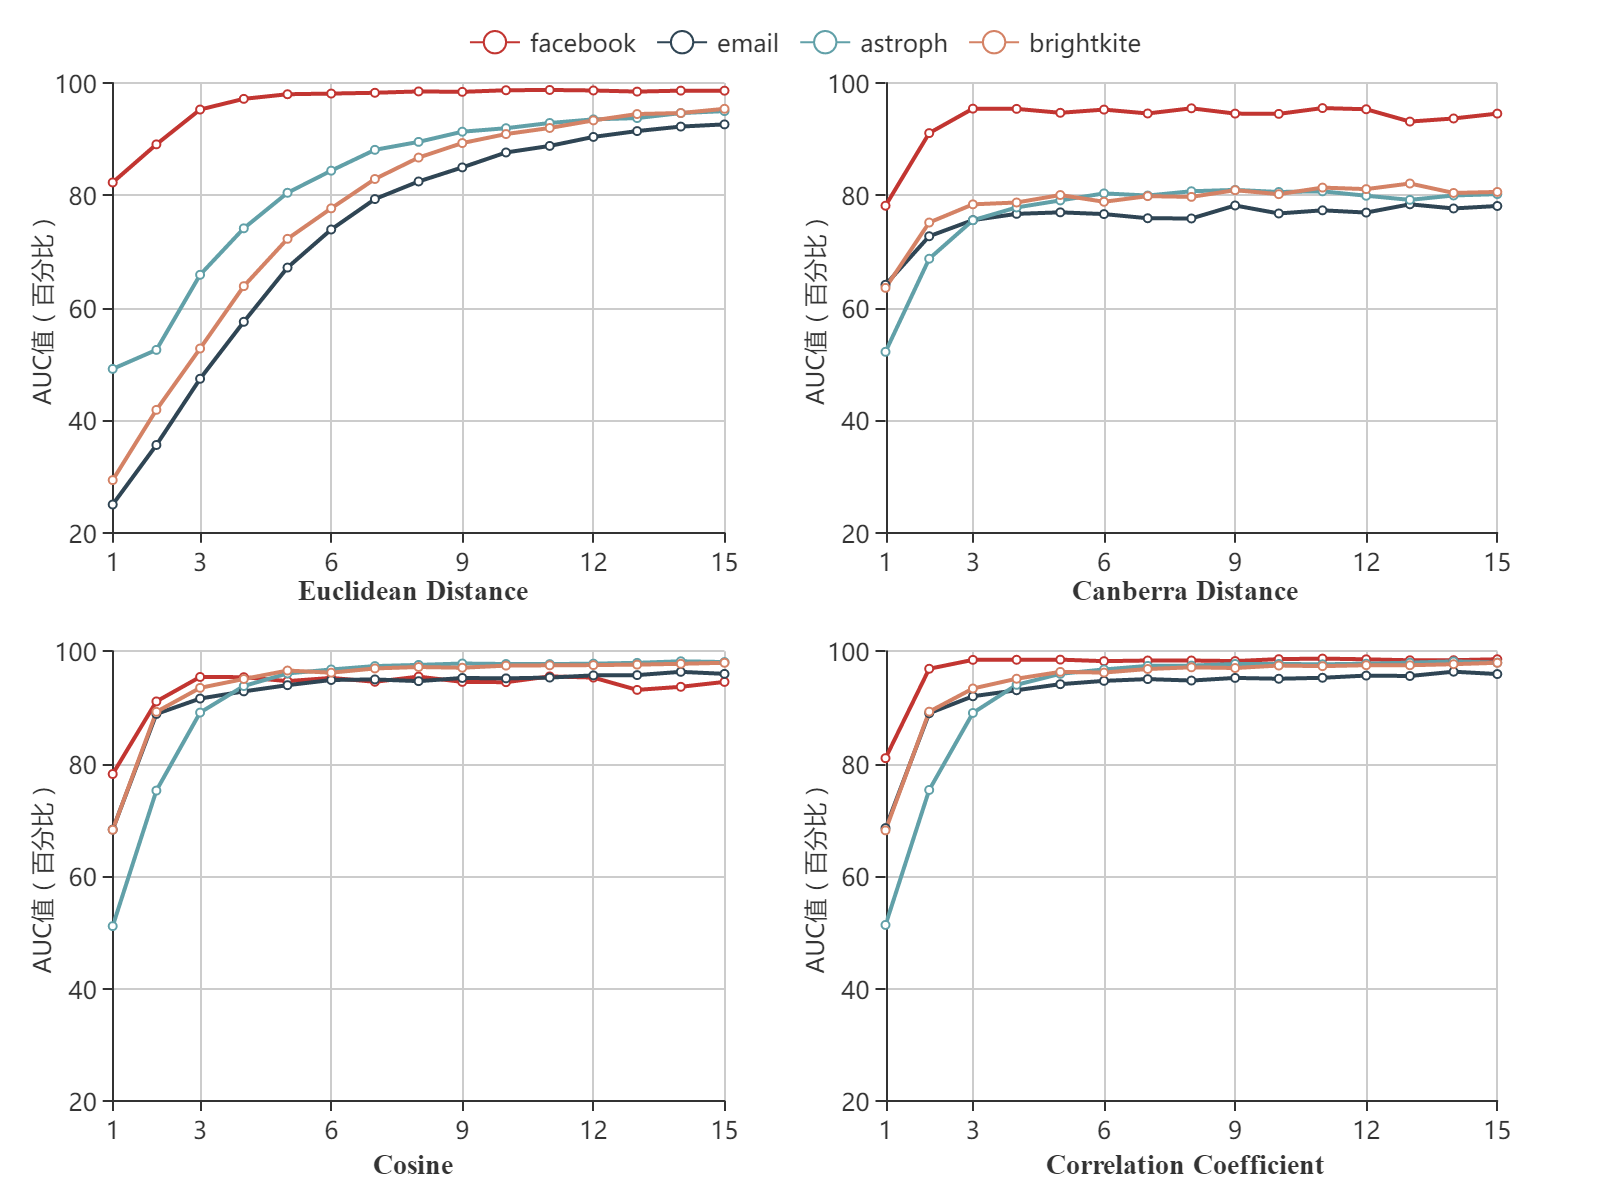 facebook email astroph brightkite
100
80
60
40
20
AUC值（百分比）
1 3 6 9 12 15
Euclidean Distance
100
80
60
40
20
AUC值（百分比）
1 3 6 9 12 15
Canberra Distance
100
80
60
40
20
AUC值（百分比）
1 3 6 9 12 15
Cosine
100
80
60
40
20
AUC值（百分比）
1 3 6 9 12 15
Correlation Coefficient